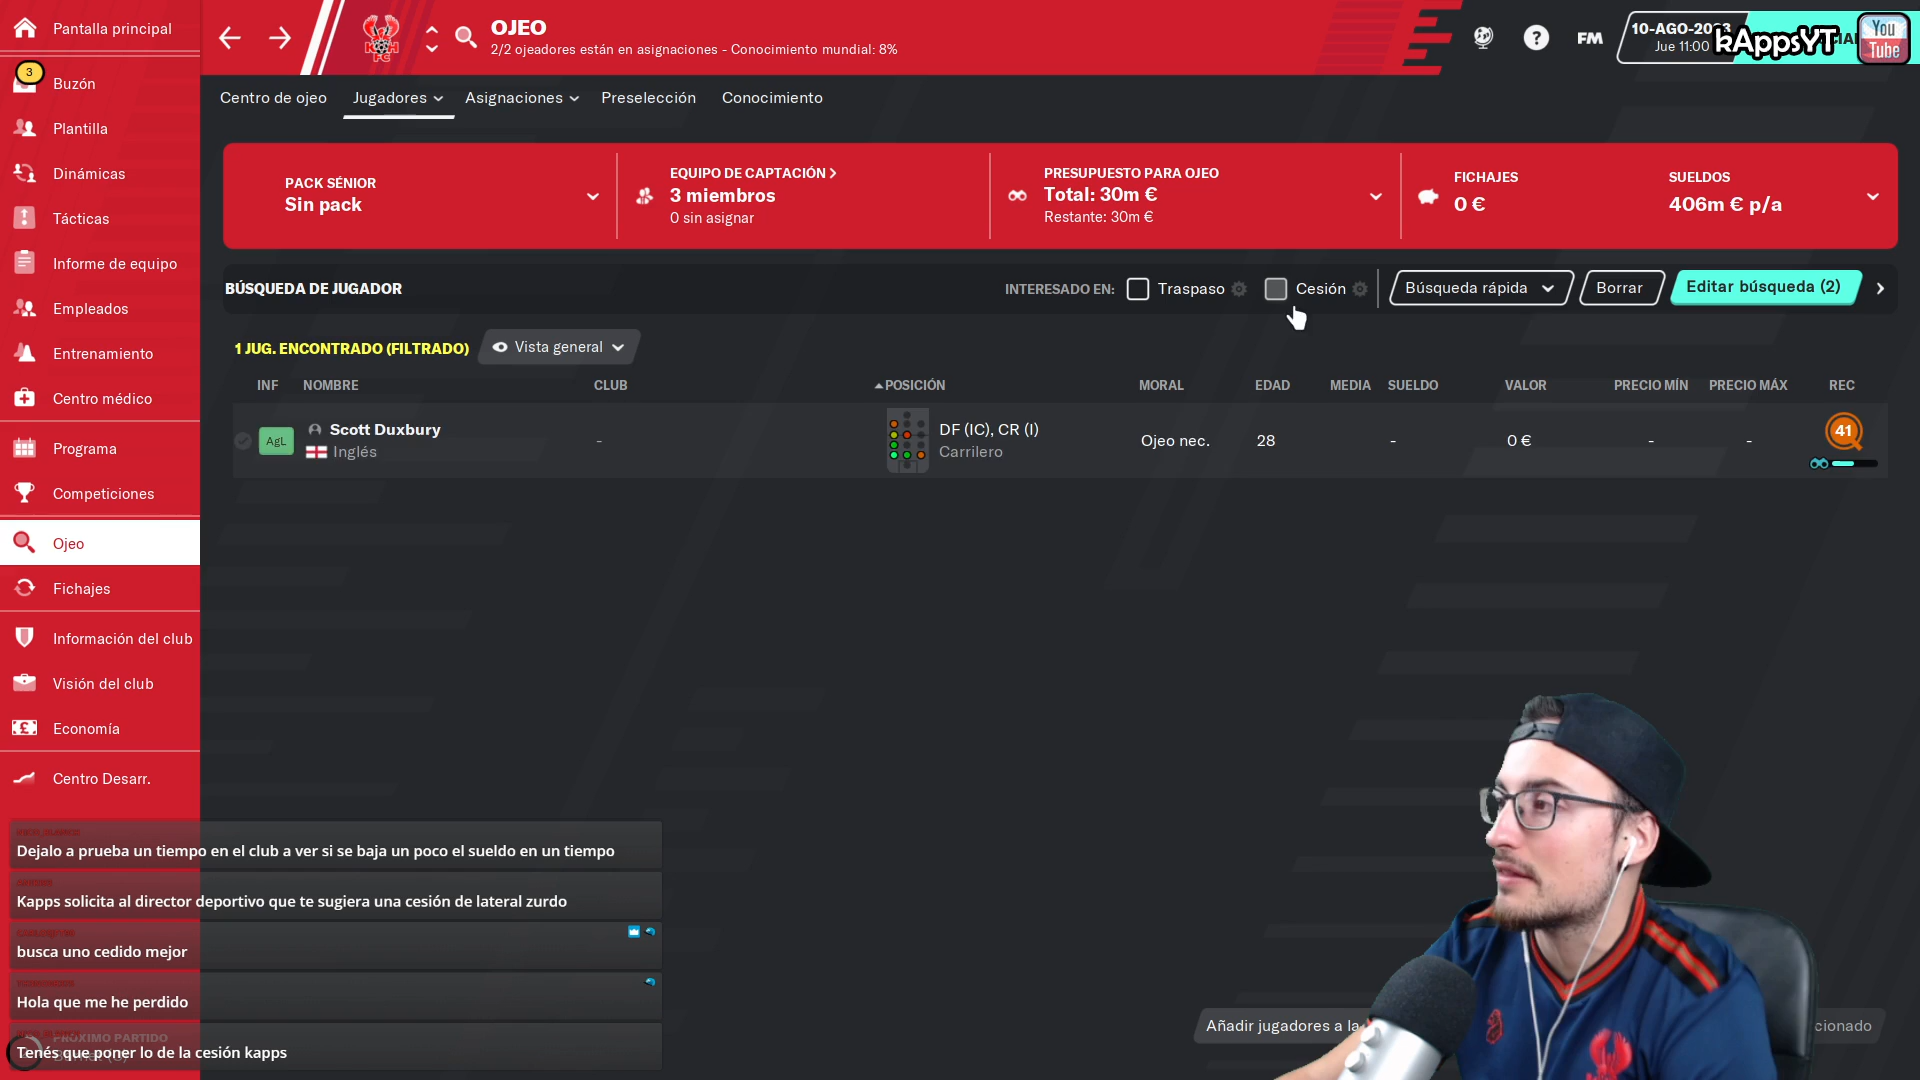 Pantalla principal
3
Buzón
Plantilla
Dinámicas
Tácticas
Informe de equipo
Empleados
Entrenamiento
Centro médico
Programa
Competiciones
Ojeo
Fichajes
Información del club
Visión del club
Economía
Centro Desarr.
OJEO
2/2 ojeadores están en asignaciones - Conocimiento mundial: 8%
FM
Jue 11:00
kAppsYT
You
Tube
Centro de ojeo
Jugadores
Asignaciones
Preselección
Conocimiento
PACK SÉNIOR
Sin pack
EQUIPO DE CAPTACIÓN
3 miembros
0 sin asignar
PRESUPUESTO PARA OJEO
Total: 30m €
Restante: 30m €
FICHAJES
0 €
SUELDOS
406m € p/a
BÚSQUEDA DE JUGADOR
INTERESADO EN:
Traspaso
Cesión
Búsqueda rápida
Borrar
Editar búsqueda (2)
1 JUG. ENCONTRADO (FILTRADO)
Vista general
INF NOMBRE CLUB POSICIÓN MORAL EDAD MEDIA SUELDO VALOR PRECIO MÍN PRECIO MÁX REC
AgL Scott Duxbury - DF (IC), CR (I) Ojeo nec. 28 - 0 € - - 41
Inglés Carrilero
Dejalo a prueba un tiempo en el club a ver si se baja un poco el sueldo en un tiempo
Kapps solicita al director deportivo que te sugiera una cesión de lateral zurdo
busca uno cedido mejor
Hola que me he perdido
PRÓXIMO PARTIDO
Tenés que poner lo de la cesión kapps
Añadir jugadores a la
cionado